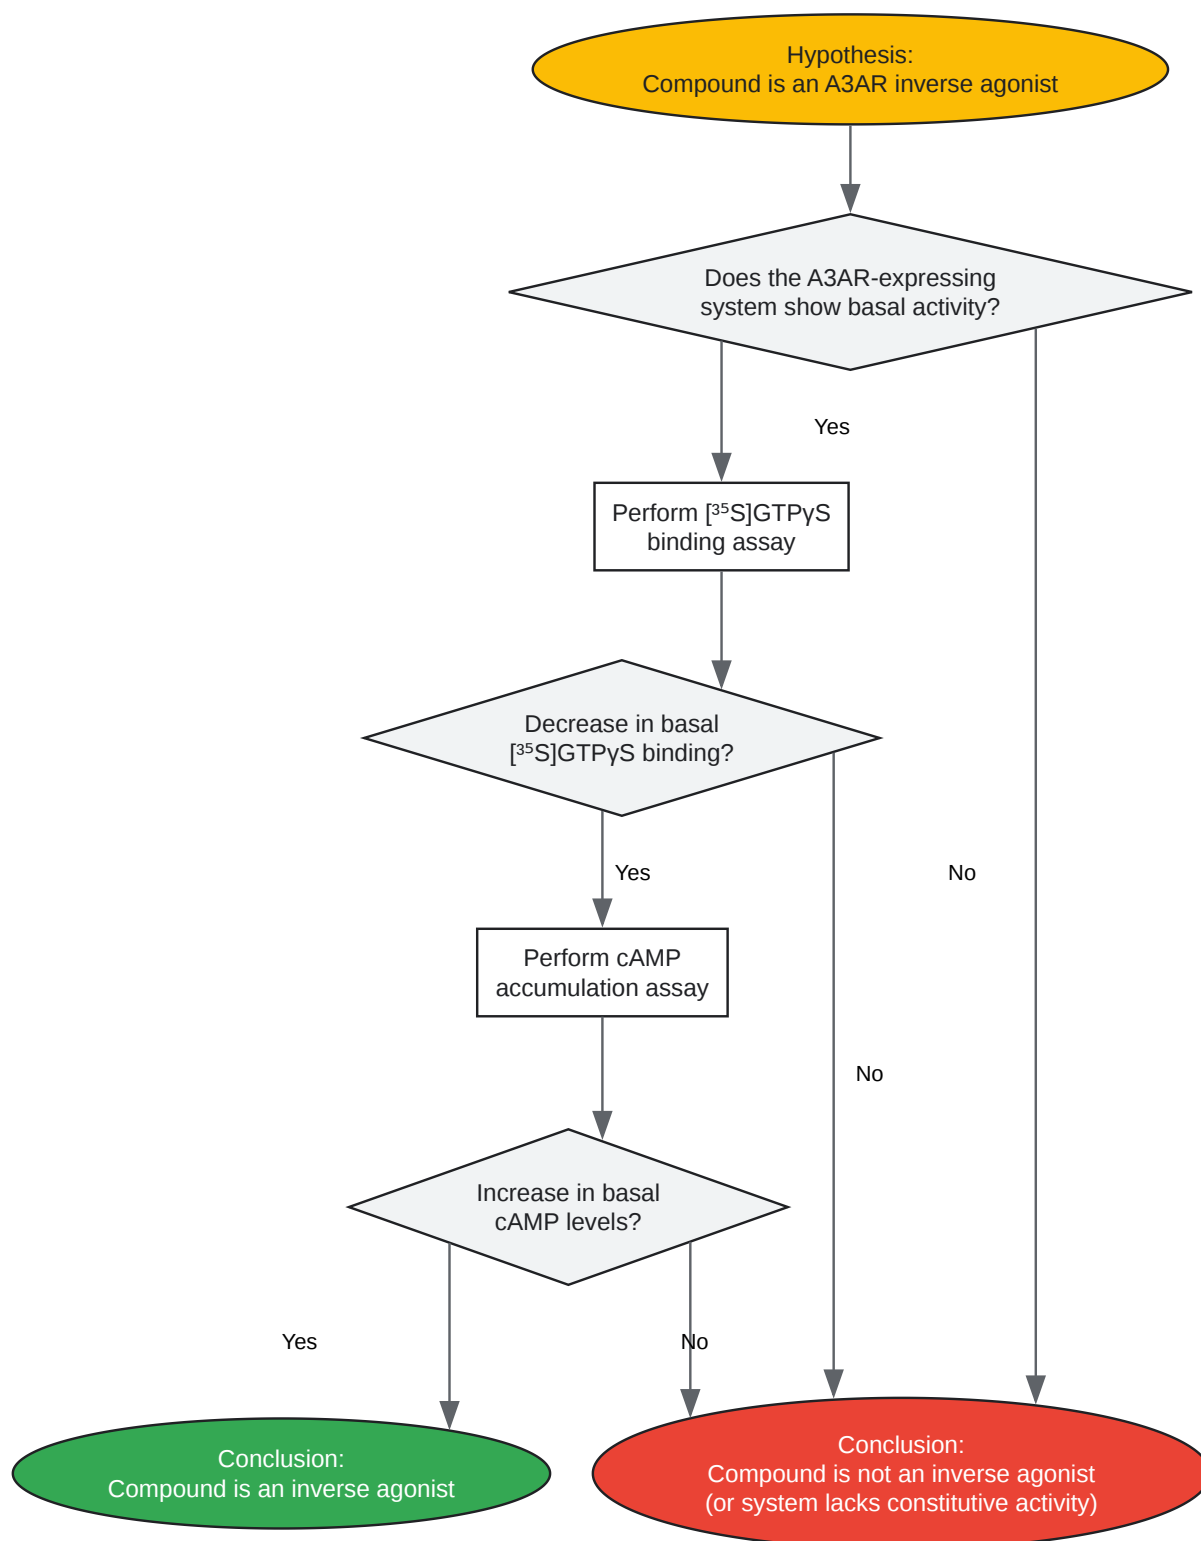 Hypothesis:
Compound is an A3AR inverse agonist
Does the A3AR-expressing
system show basal activity?
Yes
Perform [³⁵S]GTPγS
binding assay
Decrease in basal
[³⁵S]GTPγS binding?
Yes
No
Perform cAMP
accumulation assay
No
Increase in basal
cAMP levels?
Yes
No
Conclusion:
Compound is an inverse agonist
Conclusion:
Compound is not an inverse agonist
(or system lacks constitutive activity)